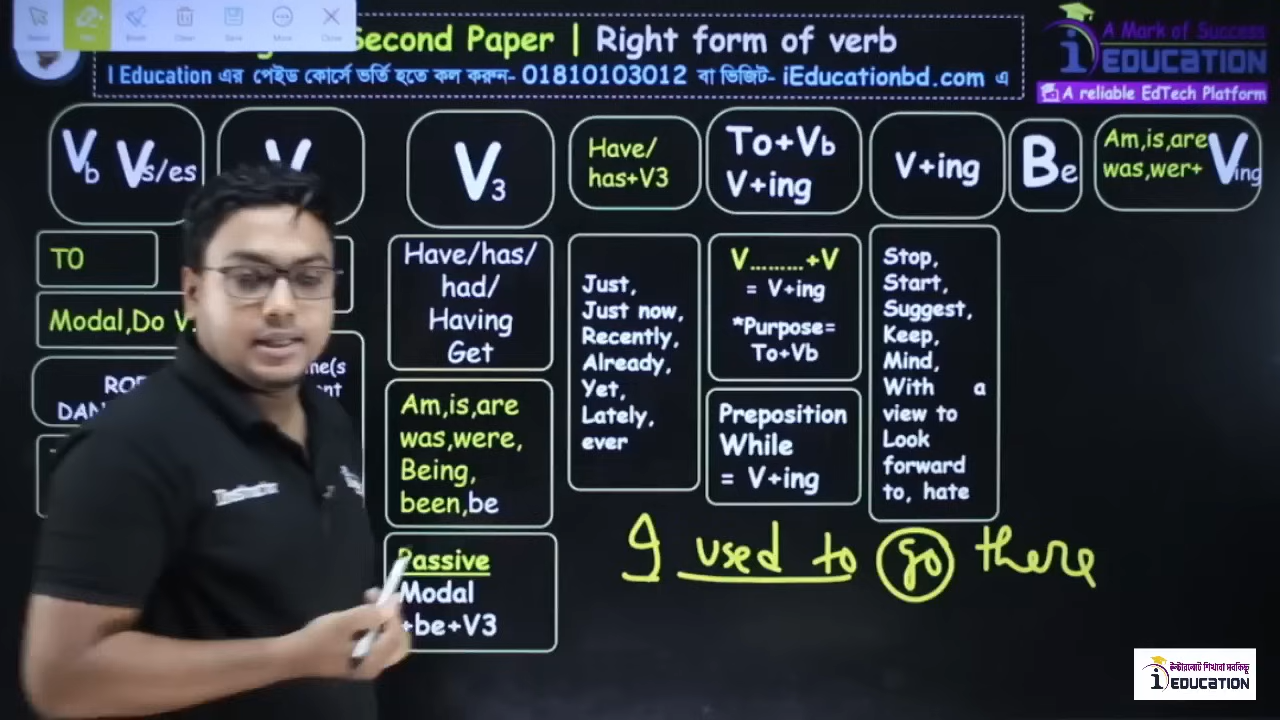 Second Paper | Right form of verb
I Education এর পেইড কোর্সে ভর্তি হতে কল করুন- 01810103012 বা ভিজিট- iEducationbd.com এ
A Mark of Success
iEDUCATION
A reliable EdTech Platform
Vb Vs/es
V
V3
Have/
has+V3
To+Vb
V+ing
V+ing
Be
Am,is,are
was,wer+ Ving
TO
Modal,Do V
Have/has/
had/
Having
Get
Am,is,are
was,were,
Being,
been,be
Passive
Modal
+be+V3
Just,
Just now,
Recently,
Already,
Yet,
Lately,
ever
V.........+V
= V+ing
*Purpose=
To+Vb
Preposition
While
= V+ing
Stop,
Start,
Suggest,
Keep,
Mind,
With a
view to
Look
forward
to, hate
I used to go there
iEDUCATION